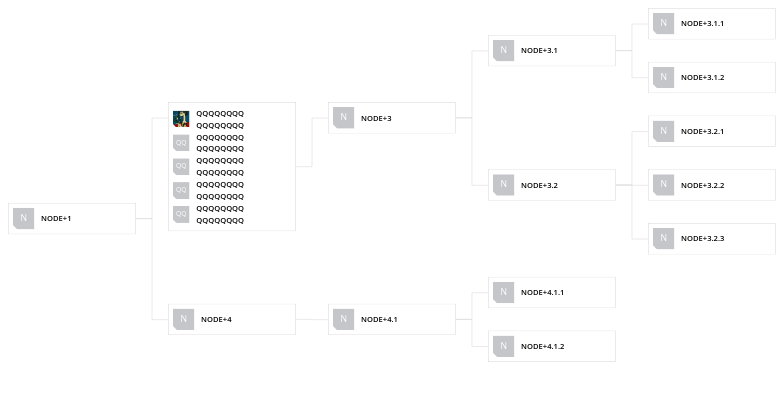 N NODE+1
QQQQQQQQ
QQQQQQQQ
QQ QQQQQQQQ
QQQQQQQQ
QQ QQQQQQQQ
QQQQQQQQ
QQ QQQQQQQQ
QQQQQQQQ
QQ QQQQQQQQ
QQQQQQQQ
N NODE+4
N NODE+3
N NODE+4.1
N NODE+3.1
N NODE+3.2
N NODE+4.1.1
N NODE+4.1.2
N NODE+3.1.1
N NODE+3.1.2
N NODE+3.2.1
N NODE+3.2.2
N NODE+3.2.3